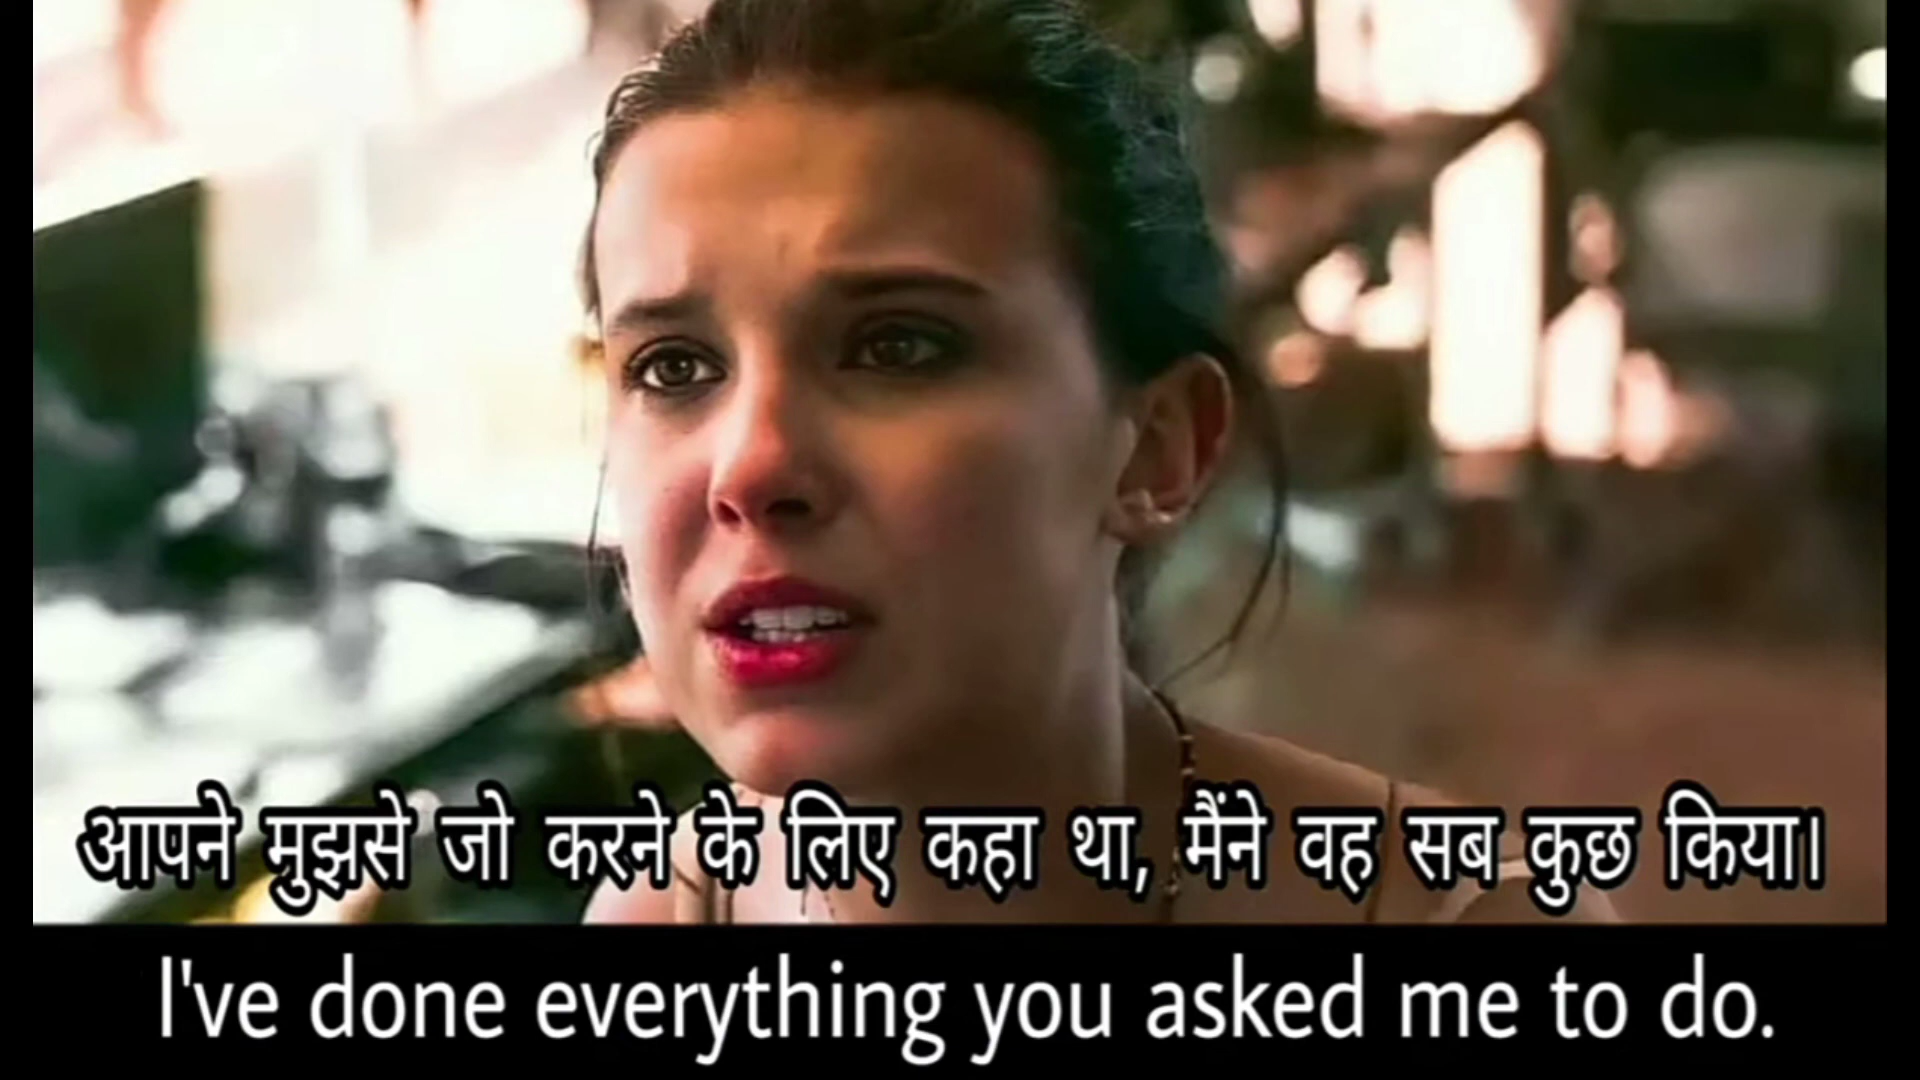 आपने मुझसे जो करने के लिए कहा था, मैंने वह सब कुछ किया।
I've done everything you asked me to do.